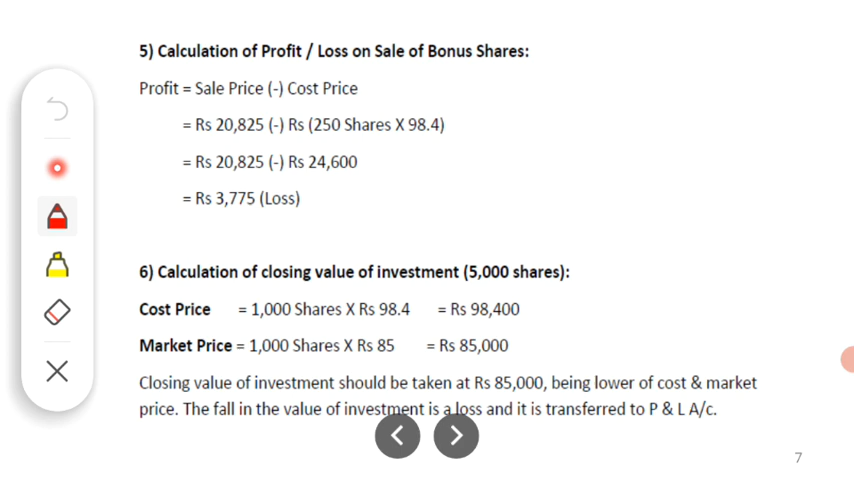 5) Calculation of Profit / Loss on Sale of Bonus Shares:
Profit = Sale Price (-) Cost Price
= Rs 20,825 (-) Rs (250 Shares X 98.4)
= Rs 20,825 (-) Rs 24,600
= Rs 3,775 (Loss)
6) Calculation of closing value of investment (5,000 shares):
Cost Price = 1,000 Shares X Rs 98.4 = Rs 98,400
Market Price = 1,000 Shares X Rs 85 = Rs 85,000
Closing value of investment should be taken at Rs 85,000, being lower of cost & market
price. The fall in the value of investment is a loss and it is transferred to P & L A/c.
7